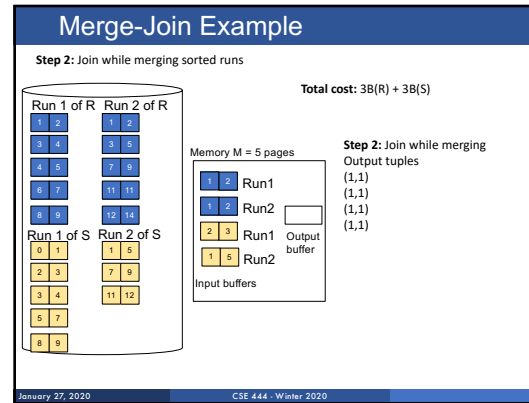 Merge-Join Example
Step 2: Join while merging sorted runs
Total cost: 3B(R) + 3B(S)
Run 1 of R Run 2 of R
1 2 1 2
3 4 3 5
4 5 7 9
6 7 11 11
8 9 12 14
Run 1 of S Run 2 of S
0 1 1 5
2 3 7 9
3 4 11 12
5 7
8 9
Memory M = 5 pages
1 2 Run1
1 2 Run2
2 3 Run1
1 5 Run2
Output
buffer
Input buffers
Step 2: Join while merging
Output tuples
(1,1)
(1,1)
(1,1)
(1,1)
January 27, 2020 CSE 444 - Winter 2020